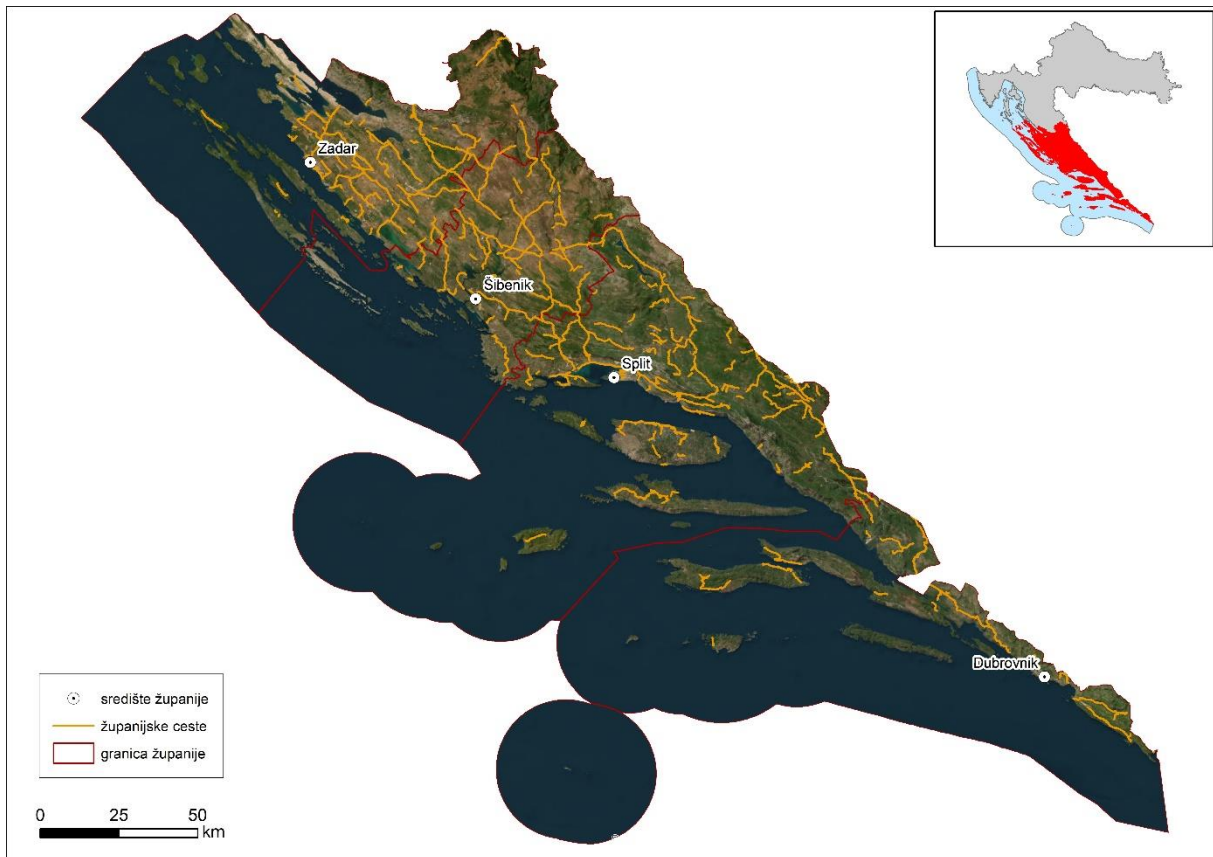 Zadar
Šibenik
Split
Dubrovnik
središte županije
županijske ceste
granica županije
0 25 50
km